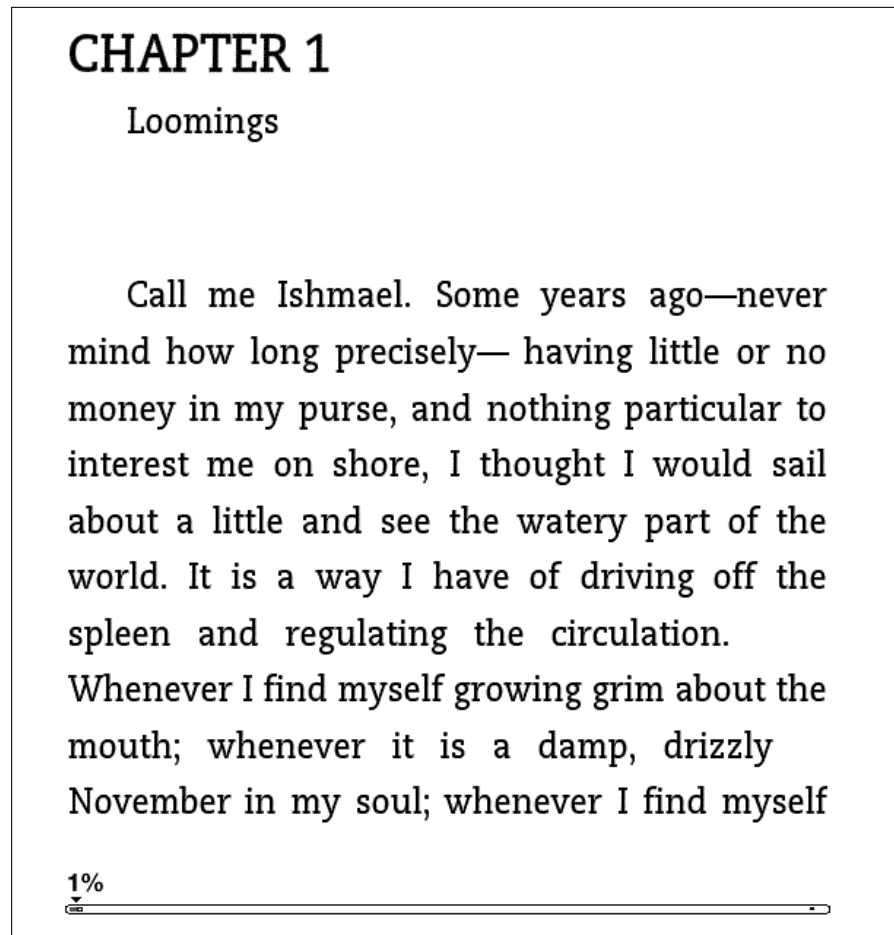 CHAPTER 1
Loomings
Call me Ishmael. Some years ago—never
mind how long precisely— having little or no
money in my purse, and nothing particular to
interest me on shore, I thought I would sail
about a little and see the watery part of the
world. It is a way I have of driving off the
spleen and regulating the circulation.
Whenever I find myself growing grim about the
mouth; whenever it is a damp, drizzly
November in my soul; whenever I find myself
1%